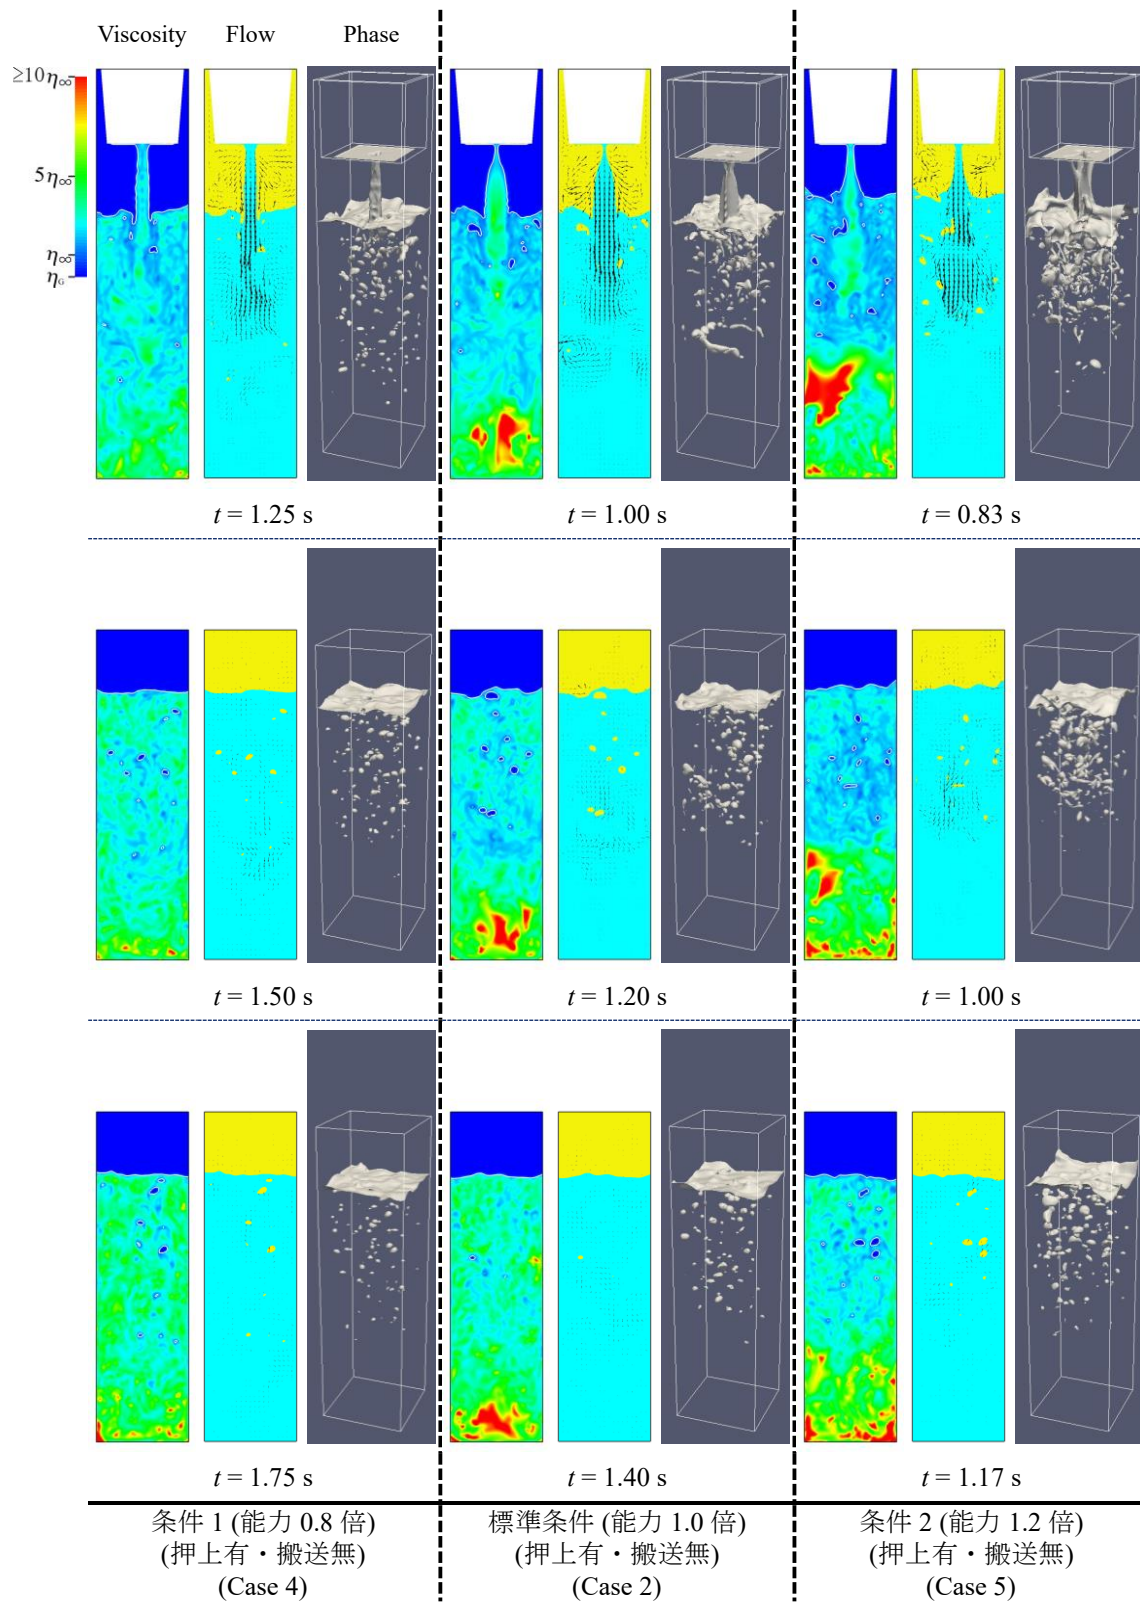 Viscosity Flow Phase
≥10η∞
5η∞
η∞
ηG
t = 1.25 s
t = 1.00 s
t = 0.83 s
t = 1.50 s
t = 1.20 s
t = 1.00 s
t = 1.75 s
t = 1.40 s
t = 1.17 s
条件 1 (能力 0.8 倍)
(押上有・搬送無)
(Case 4)
標準条件 (能力 1.0 倍)
(押上有・搬送無)
(Case 2)
条件 2 (能力 1.2 倍)
(押上有・搬送無)
(Case 5)